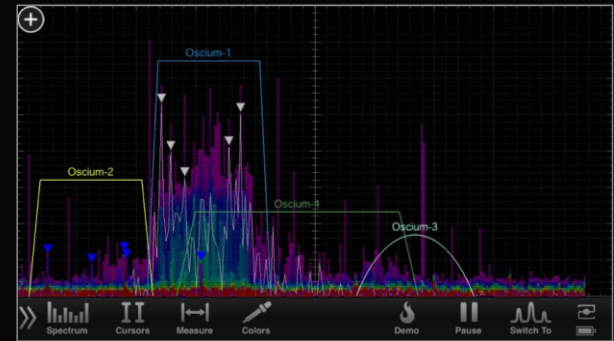 Oscium-1
Oscium-2
Oscium-4
Oscium-3
Spectrum
Cursors
Measure
Colors
Demo
Pause
Switch To